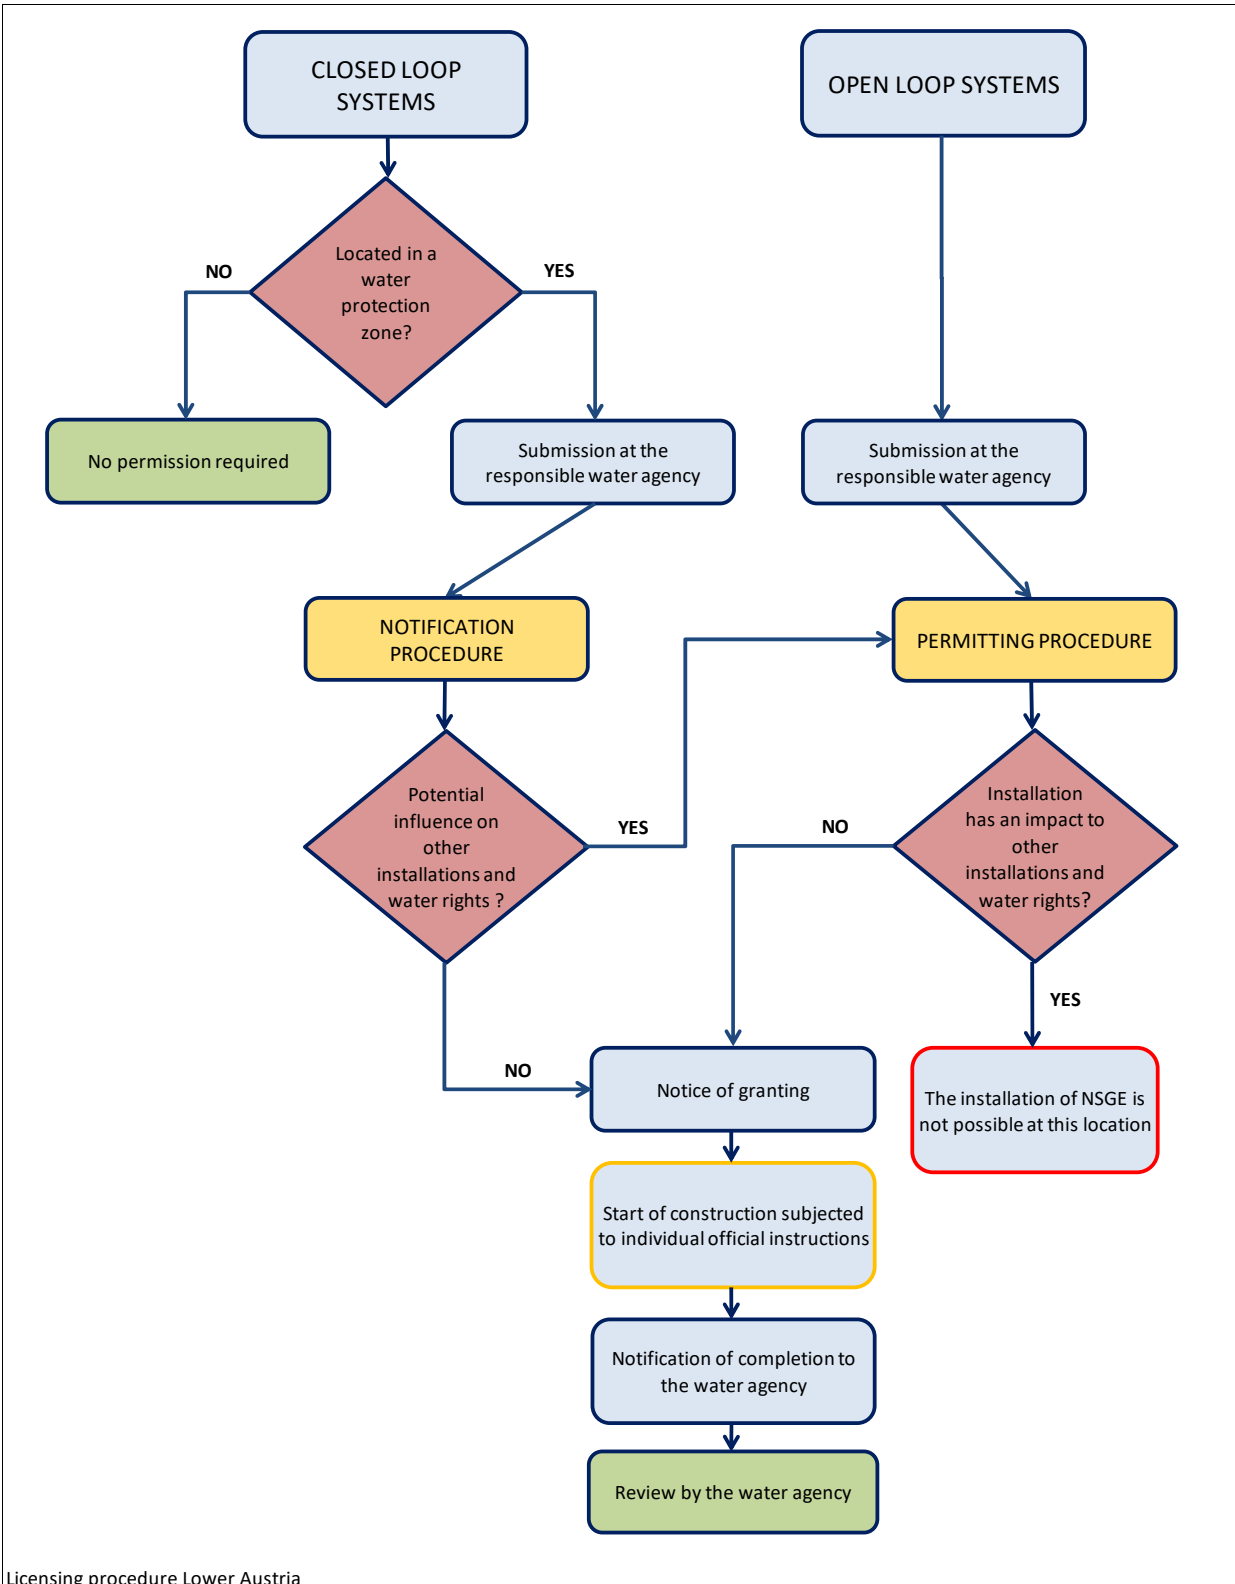 CLOSED LOOP
SYSTEMS
OPEN LOOP SYSTEMS
Located in a
water
protection
zone?
NO
YES
No permission required
Submission at the
responsible water agency
Submission at the
responsible water agency
NOTIFICATION
PROCEDURE
PERMITTING PROCEDURE
Potential
influence on
other
installations and
water rights ?
YES
NO
Installation
has an impact to
other
installations and
water rights?
YES
NO
Notice of granting
The installation of NSGE is
not possible at this location
Start of construction subjected
to individual official instructions
Notification of completion to
the water agency
Review by the water agency
Licensing procedure Lower Austria